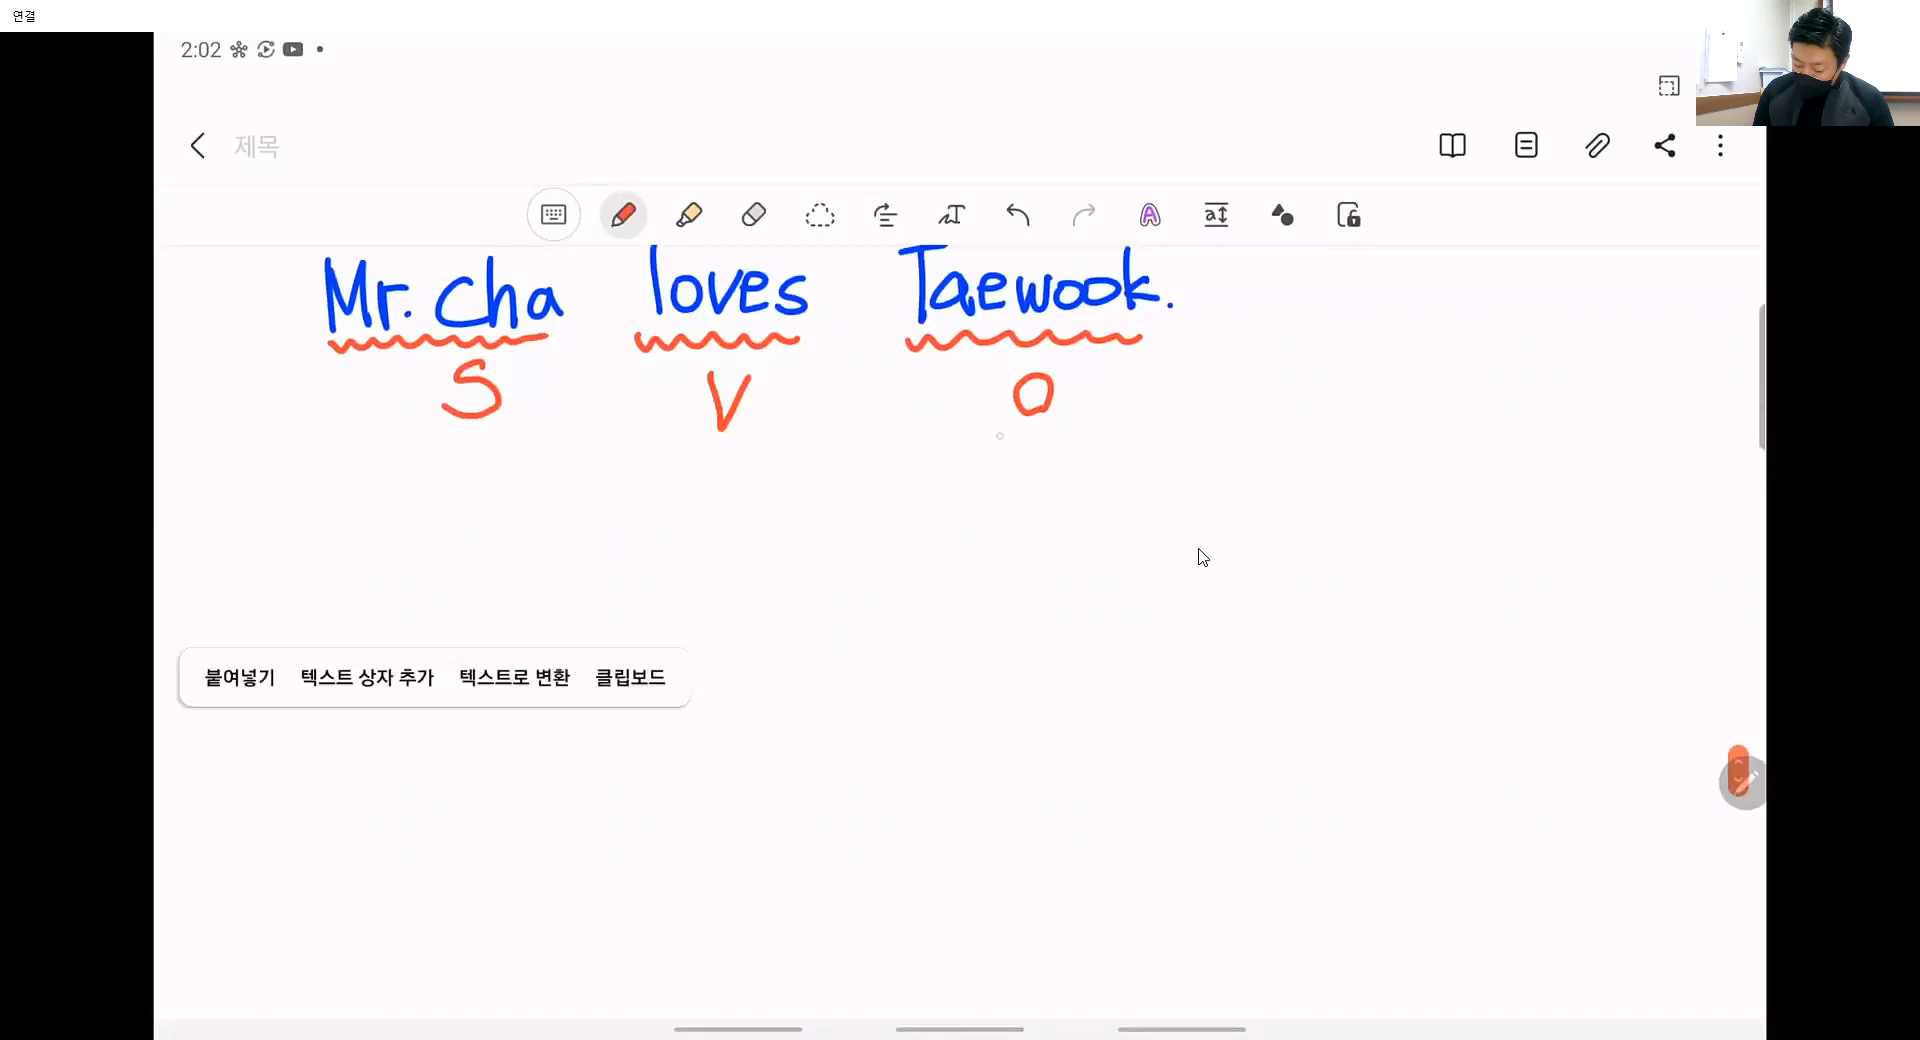 연결
2:02
제목
Mr. Cha loves Taewook.
S V O
붙여넣기 텍스트 상자 추가 텍스트로 변환 클립보드